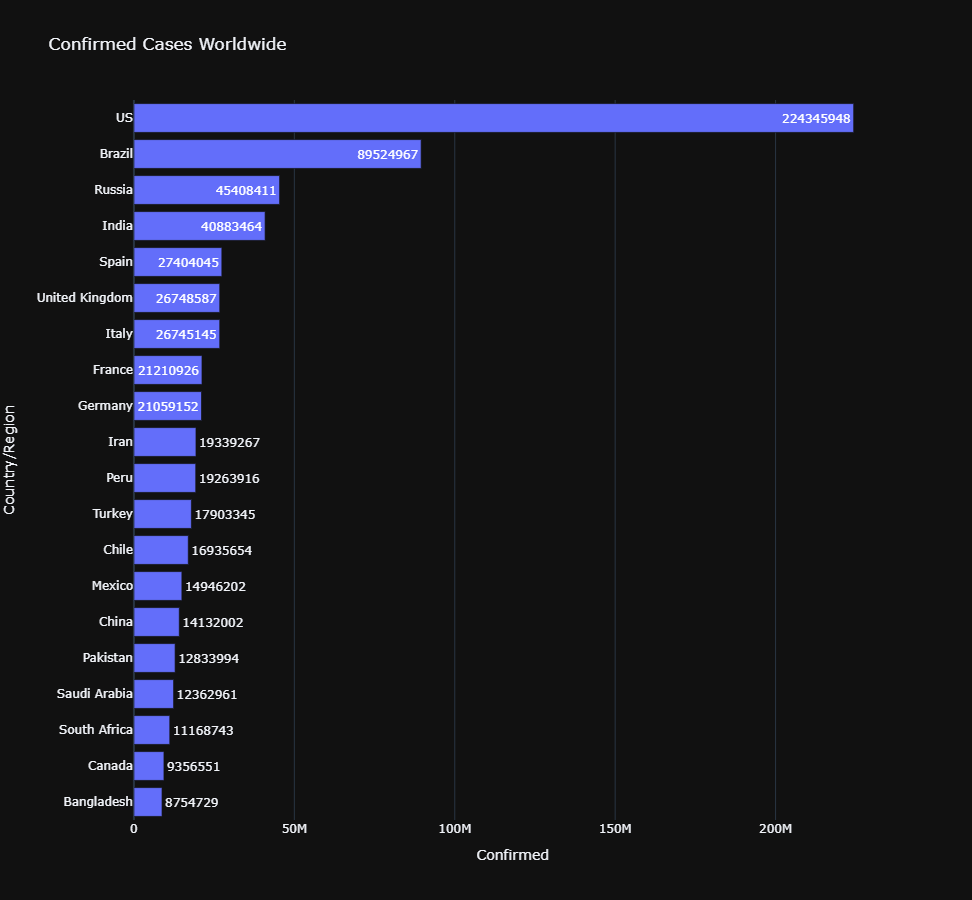 Confirmed Cases Worldwide
US 224345948
Brazil 89524967
Russia 45408411
India 40883464
Spain 27404045
United Kingdom 26748587
Italy 26745145
France 21210926
Germany 21059152
Iran 19339267
Peru 19263916
Turkey 17903345
Chile 16935654
Mexico 14946202
China 14132002
Pakistan 12833994
Saudi Arabia 12362961
South Africa 11168743
Canada 9356551
Bangladesh 8754729
Country/Region
0 50M 100M 150M 200M
Confirmed